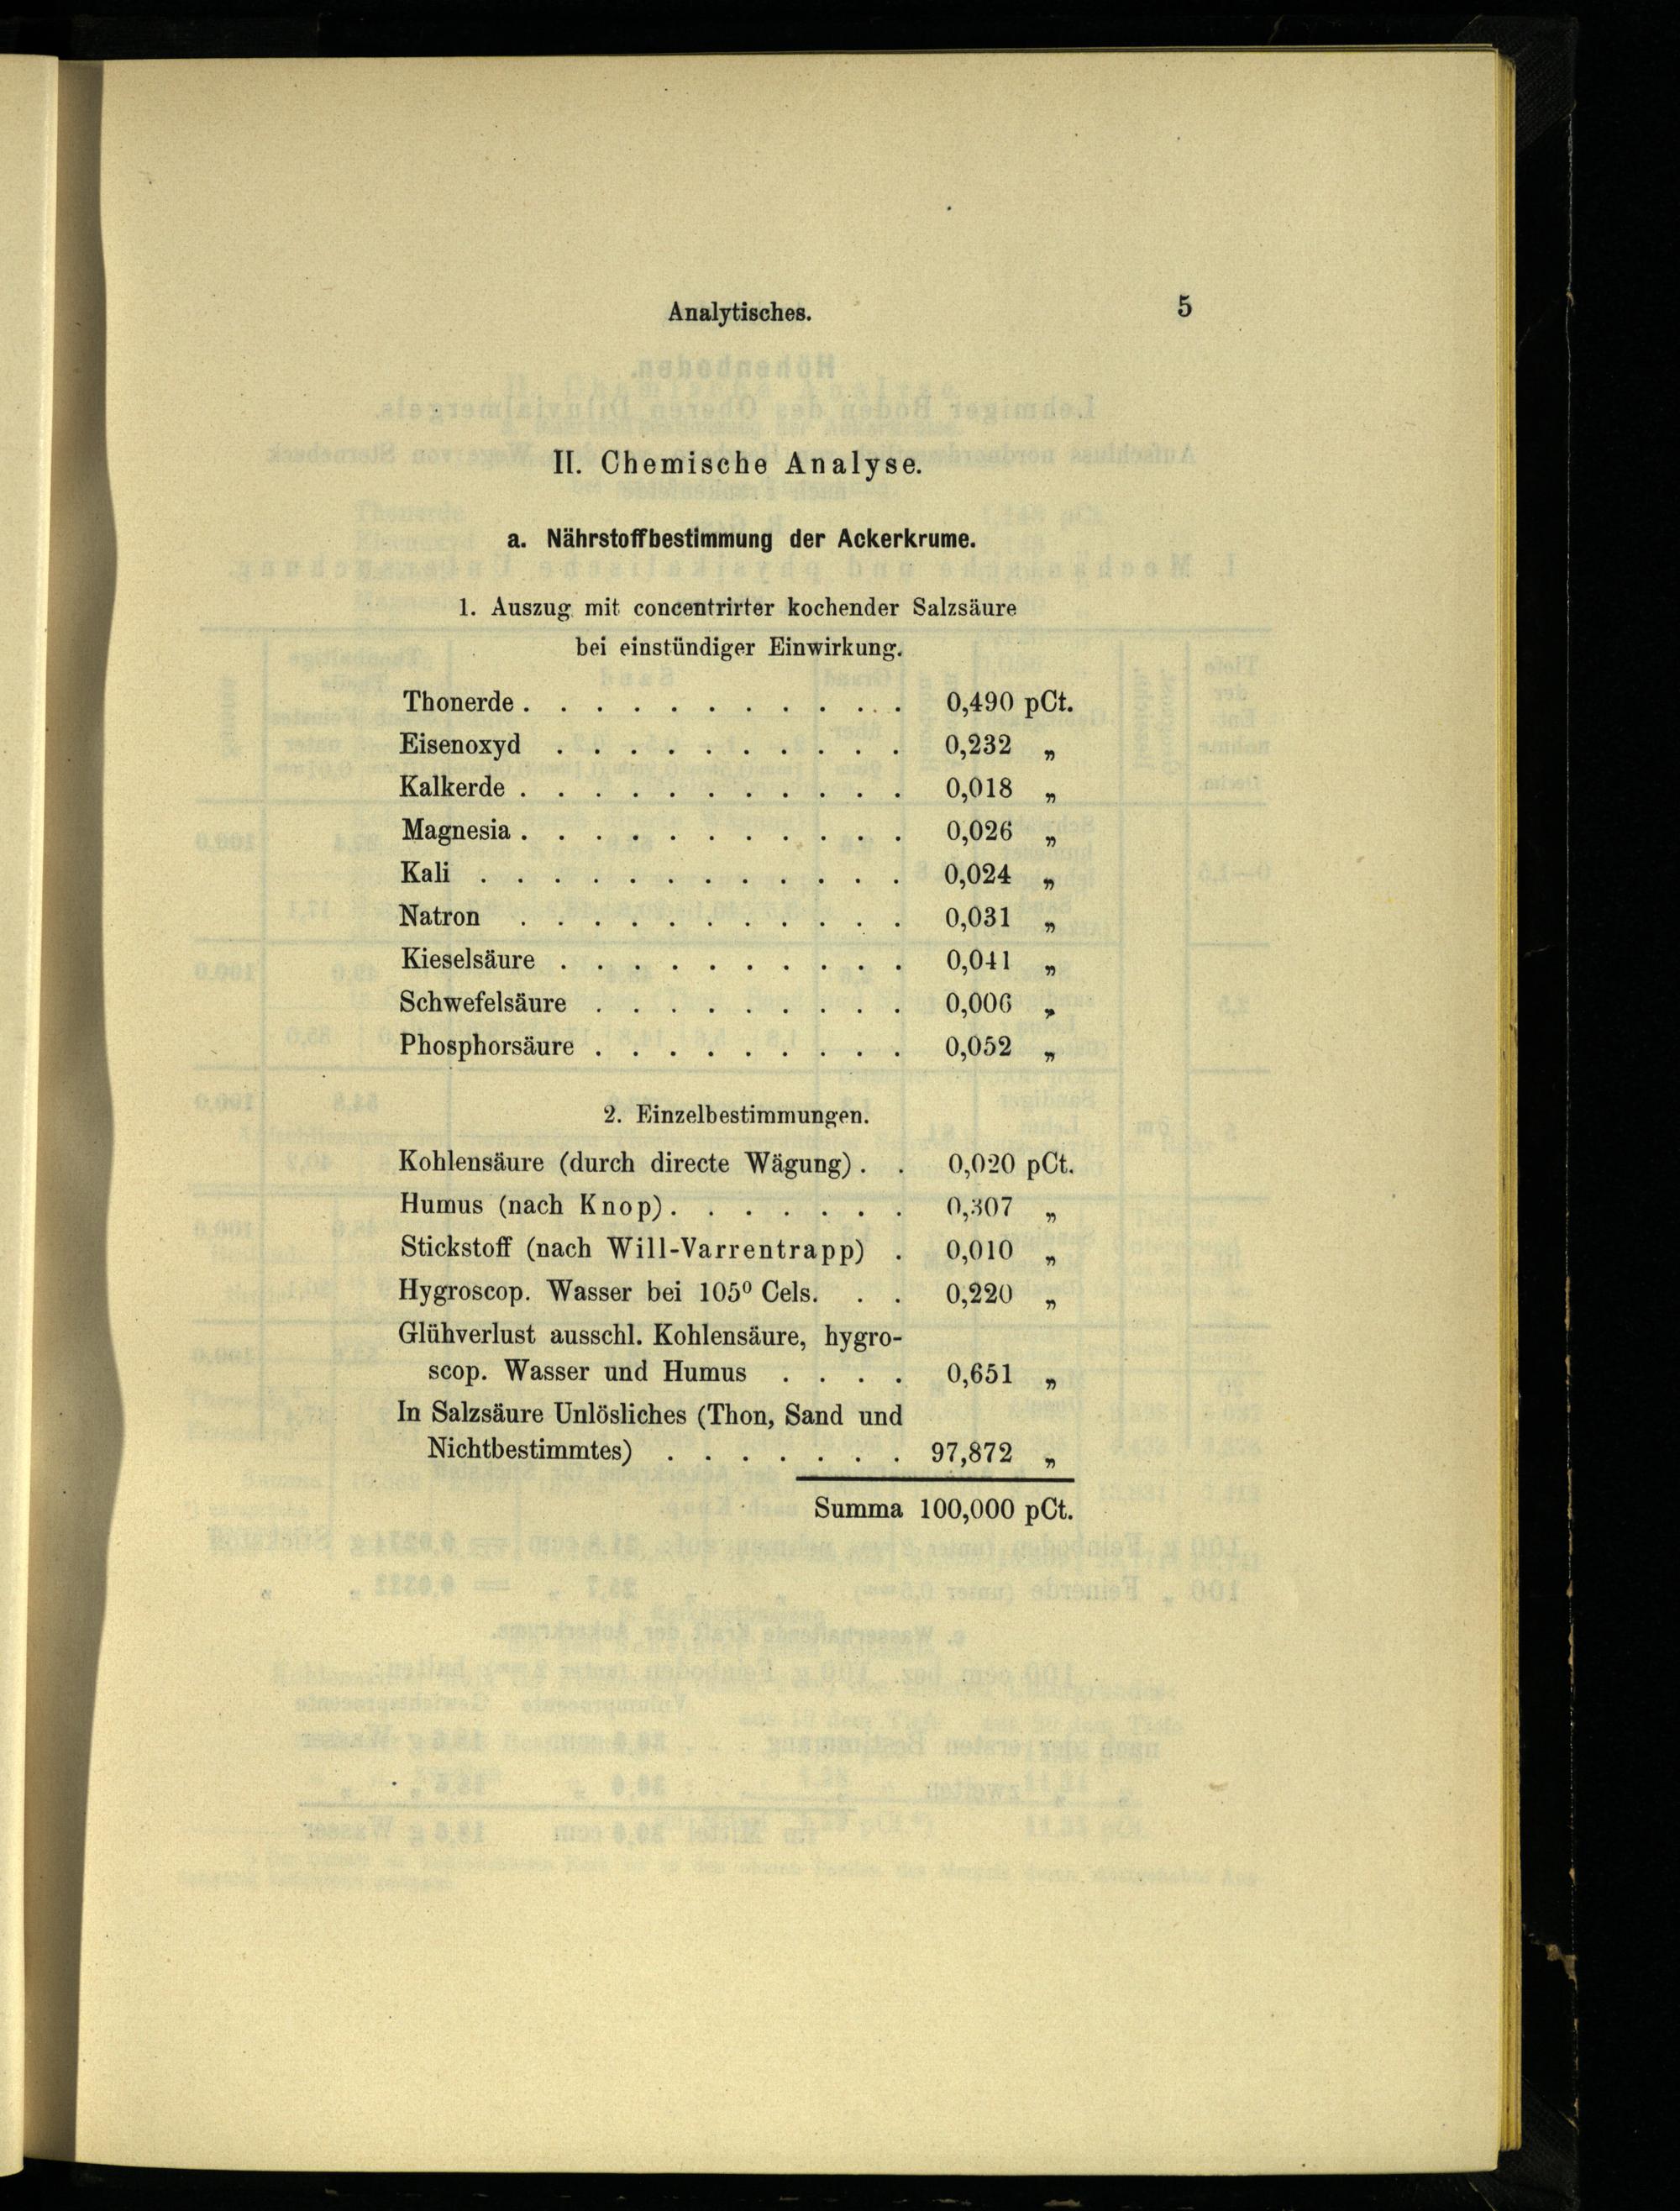 Analytisches. 5
II. Chemische Analyse.
a. Nährstoffbestimmung der Ackerkrume.
1. Auszug mit concentrirter kochender Salzsäure
bei einstündiger Einwirkung.
Thonerde . . . . . . . . . . . 0,490 pCt.
Eisenoxyd . . . . . . . . . . 0,232 „
Kalkerde . . . . . . . . . . . 0,018 „
Magnesia . . . . . . . . . . . 0,026 „
Kali . . . . . . . . . . . . 0,024 „
Natron . . . . . . . . . . . 0,031 „
Kieselsäure . . . . . . . . . . 0,041 „
Schwefelsäure . . . . . . . . . 0,006 „
Phosphorsäure . . . . . . . . . 0,052 „
2. Einzelbestimmungen.
Kohlensäure (durch directe Wägung) . . 0,020 pCt.
Humus (nach Knop) . . . . . . . 0,307 „
Stickstoff (nach Will-Varrentrapp) . 0,010 „
Hygroscop. Wasser bei 105⁰ Cels. . . 0,220 „
Glühverlust ausschl. Kohlensäure, hygro-
scop. Wasser und Humus . . . . 0,651 „
In Salzsäure Unlösliches (Thon, Sand und
Nichtbestimmtes) . . . . . . . 97,872 „
Summa 100,000 pCt.